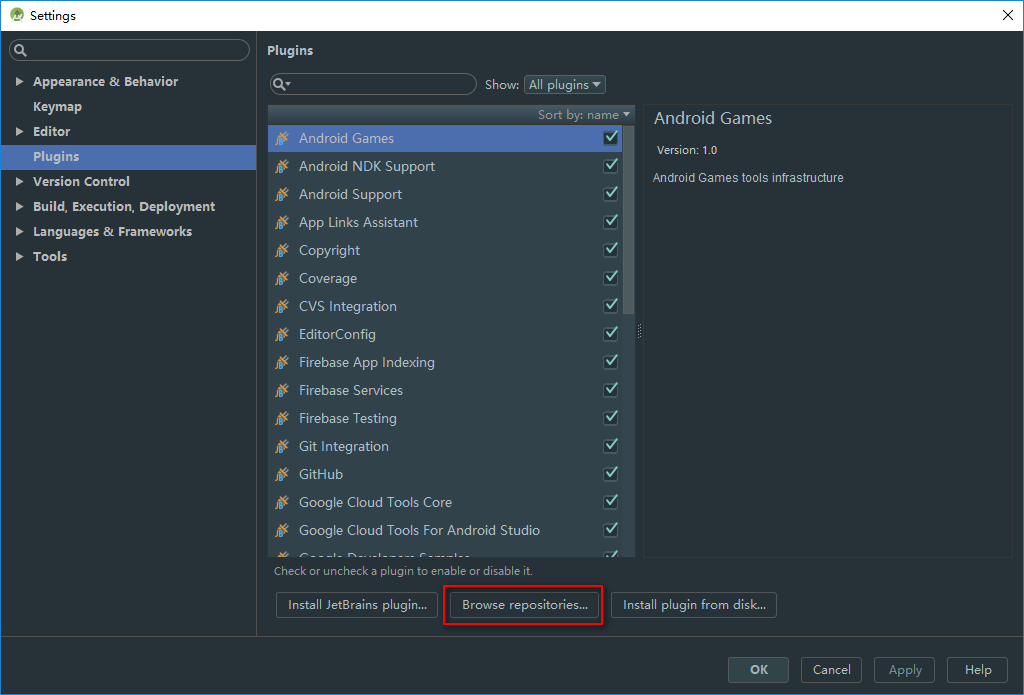 Settings
Appearance & Behavior
Keymap
Editor
Plugins
Version Control
Build, Execution, Deployment
Languages & Frameworks
Tools
Plugins
Show: All plugins
Sort by: name
Android Games
Android NDK Support
Android Support
App Links Assistant
Copyright
Coverage
CVS Integration
EditorConfig
Firebase App Indexing
Firebase Services
Firebase Testing
Git Integration
GitHub
Google Cloud Tools Core
Google Cloud Tools For Android Studio
Google Developers Samples
Check or uncheck a plugin to enable or disable it.
Install JetBrains plugin... Browse repositories... Install plugin from disk...
Android Games
Version: 1.0
Android Games tools infrastructure
OK Cancel Apply Help